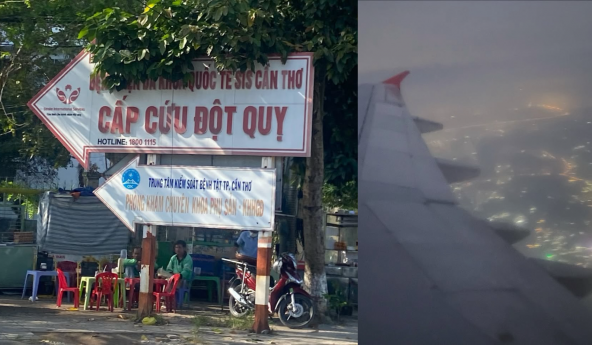 QUỐC TẾ SIS CẦN THƠ
CẤP CỨU ĐỘT QUỴ
HOTLINE: 1800 1115
TRUNG TÂM KIỂM SOÁT BỆNH TẬT TP. CẦN THƠ
PHÒNG KHÁM CHUYÊN KHOA PHỤ SẢN - KHHGĐ